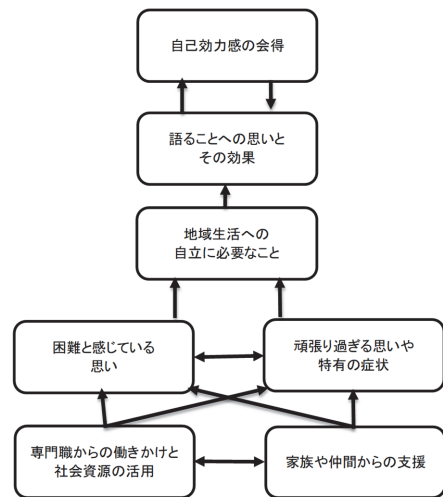 自己効力感の会得
語ることへの思いと
その効果
地域生活への
自立に必要なこと
困難と感じている
思い
頑張り過ぎる思いや
特有の症状
専門職からの働きかけと
社会資源の活用
家族や仲間からの支援